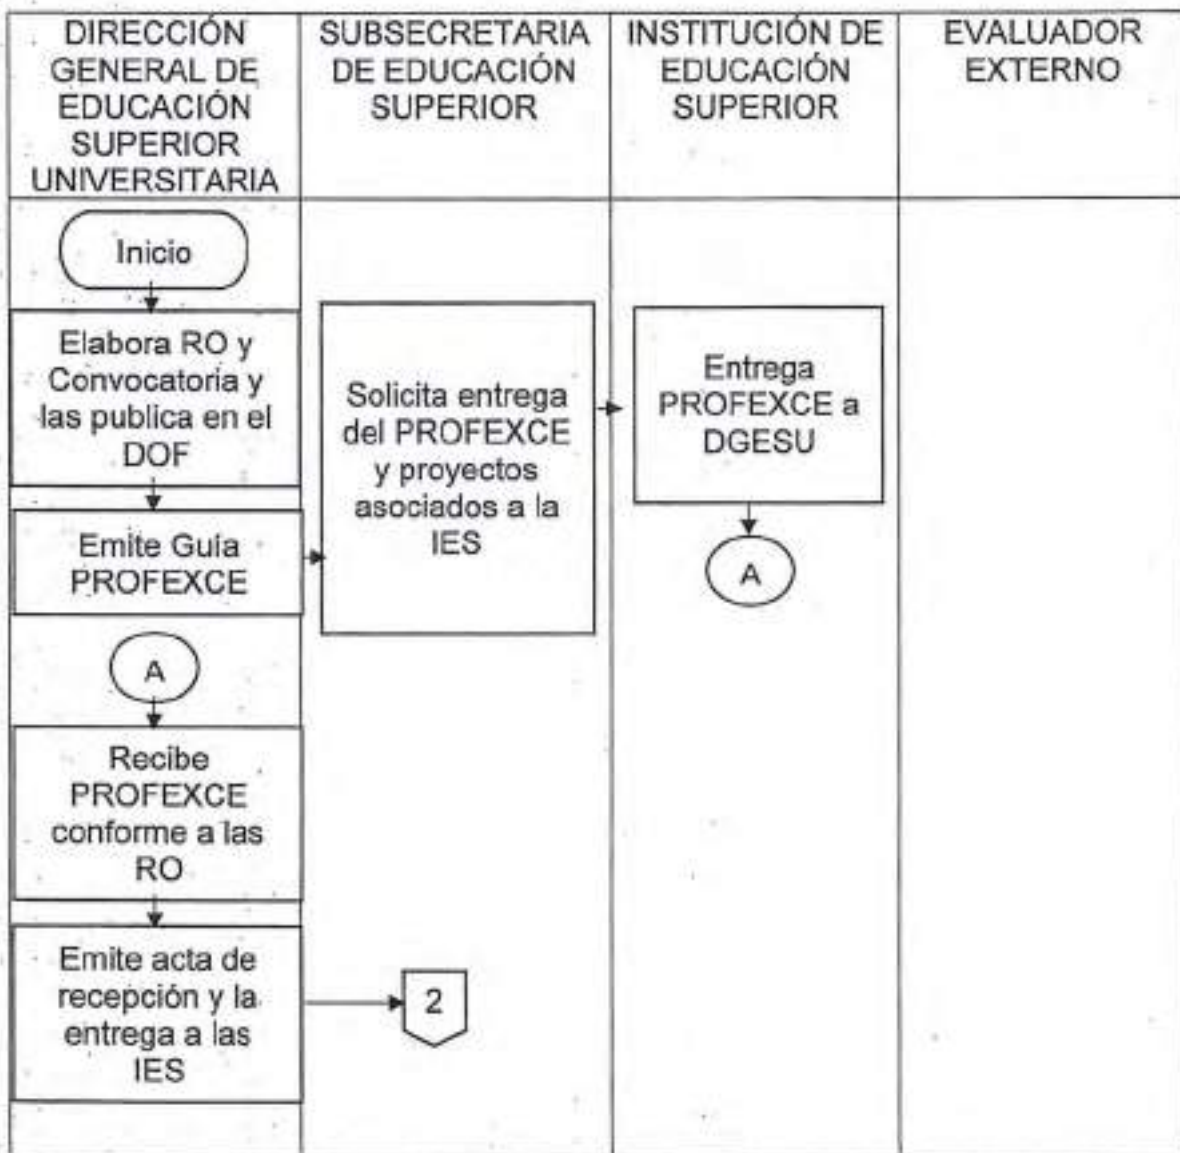 DIRECCIÓN
GENERAL DE
EDUCACIÓN
SUPERIOR
UNIVERSITARIA
SUBSECRETARIA
DE EDUCACIÓN
SUPERIOR
INSTITUCIÓN DE
EDUCACIÓN
SUPERIOR
EVALUADOR
EXTERNO
Inicio
Elabora RO y
Convocatoria y
las publica en el
DOF
Emite Guía
PROFEXCE
Solicita entrega
del PROFEXCE
y proyectos
asociados a la
IES
Entrega
PROFEXCE a
DGESU
A
A
Recibe
PROFEXCE
conforme a las
RO
Emite acta de
recepción y la
entrega a las
IES
2